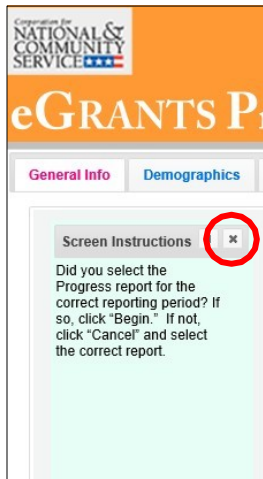 Corporation for
NATIONAL &
COMMUNITY
SERVICE
eGRANTS P
General Info Demographics
Screen Instructions
Did you select the
Progress report for the
correct reporting period? If
so, click “Begin.” If not,
click “Cancel” and select
the correct report.